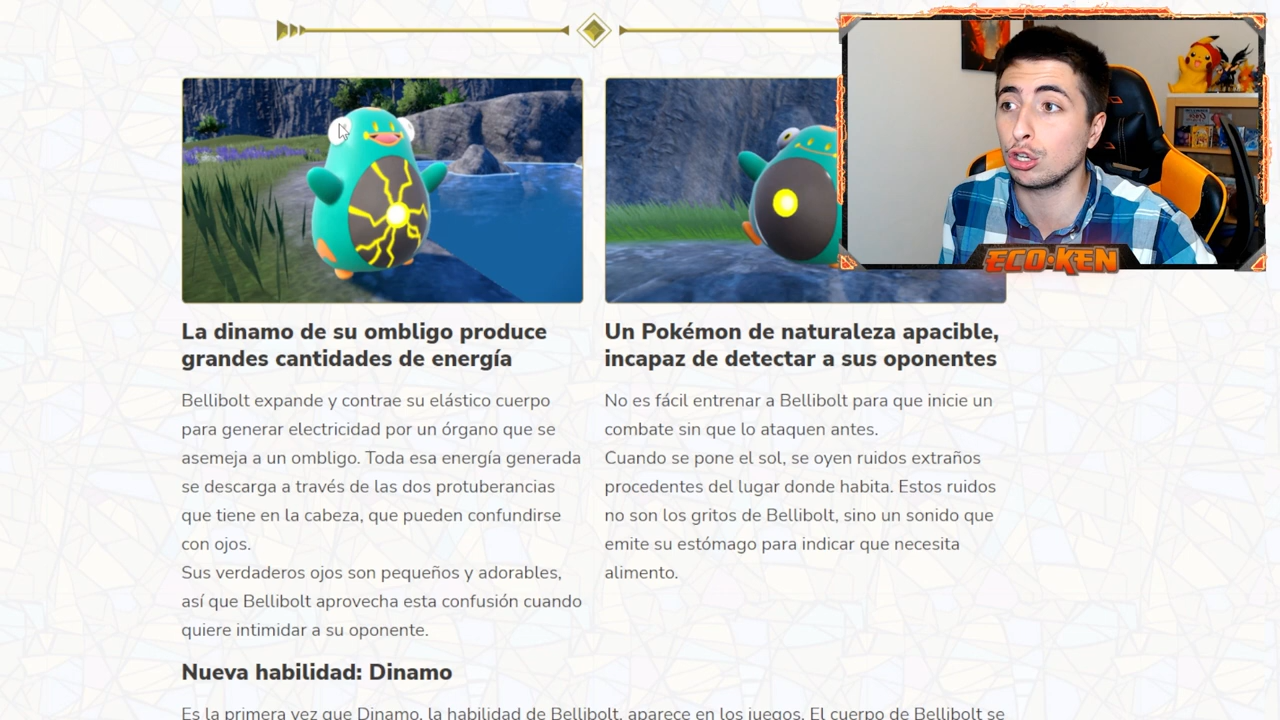 ECO·KEN
La dinamo de su ombligo produce
grandes cantidades de energía
Bellibolt expande y contrae su elástico cuerpo
para generar electricidad por un órgano que se
asemeja a un ombligo. Toda esa energía generada
se descarga a través de las dos protuberancias
que tiene en la cabeza, que pueden confundirse
con ojos.
Sus verdaderos ojos son pequeños y adorables,
así que Bellibolt aprovecha esta confusión cuando
quiere intimidar a su oponente.
Un Pokémon de naturaleza apacible,
incapaz de detectar a sus oponentes
No es fácil entrenar a Bellibolt para que inicie un
combate sin que lo ataquen antes.
Cuando se pone el sol, se oyen ruidos extraños
procedentes del lugar donde habita. Estos ruidos
no son los gritos de Bellibolt, sino un sonido que
emite su estómago para indicar que necesita
alimento.
Nueva habilidad: Dinamo
Es la primera vez que Dinamo, la habilidad de Bellibolt, aparece en los juegos. El cuerpo de Bellibolt se